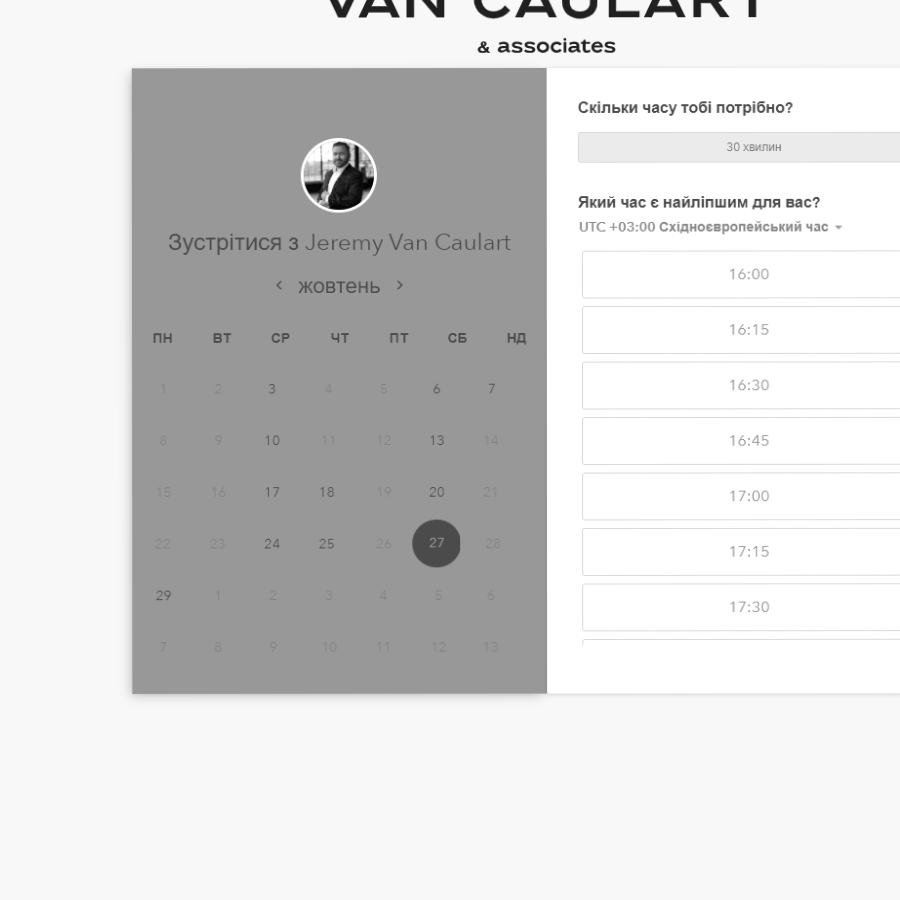 VAN CAULART
& associates
Зустрітися з Jeremy Van Caulart
жовтень
ПН ВТ СР ЧТ ПТ СБ НД
1 2 3 4 5 6 7
8 9 10 11 12 13 14
15 16 17 18 19 20 21
22 23 24 25 26 27 28
29 1 2 3 4 5 6
7 8 9 10 11 12 13
Скільки часу тобі потрібно?
30 хвилин
Який час є найліпшим для вас?
UTC +03:00 Східноєвропейський час
16:00
16:15
16:30
16:45
17:00
17:15
17:30